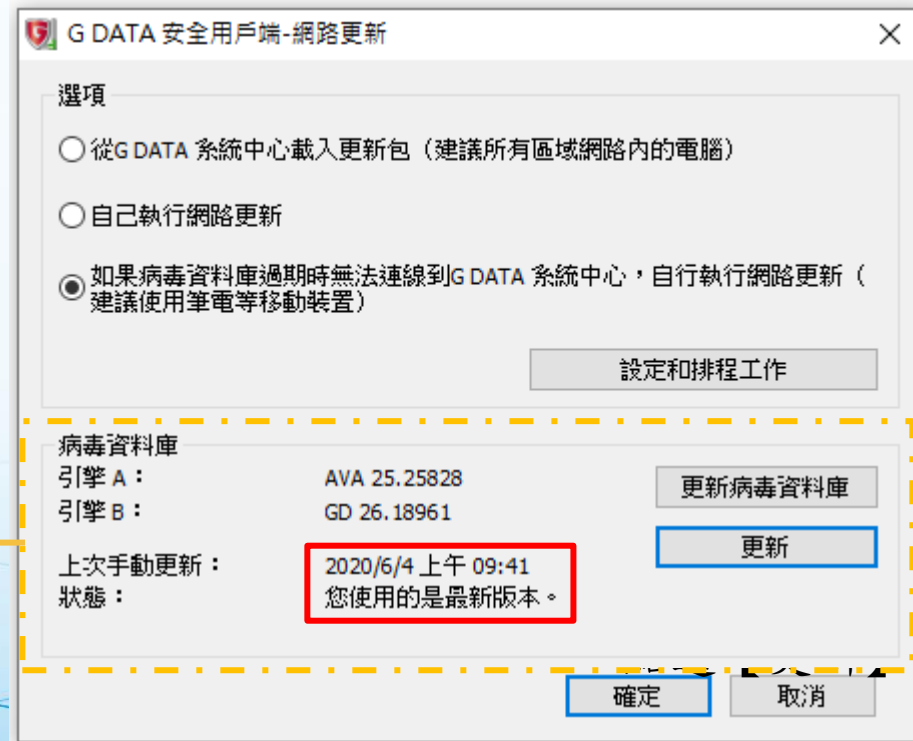 G DATA 安全用戶端-網路更新
選項
從G DATA 系統中心載入更新包（建議所有區域網路內的電腦）
自己執行網路更新
如果病毒資料庫過期時無法連線到G DATA 系統中心，自行執行網路更新（
建議使用筆電等移動裝置）
設定和排程工作
病毒資料庫
引擎 A： AVA 25.25828
更新病毒資料庫
引擎 B： GD 26.18961
更新
上次手動更新： 2020/6/4 上午 09:41
狀態： 您使用的是最新版本。
確定 取消